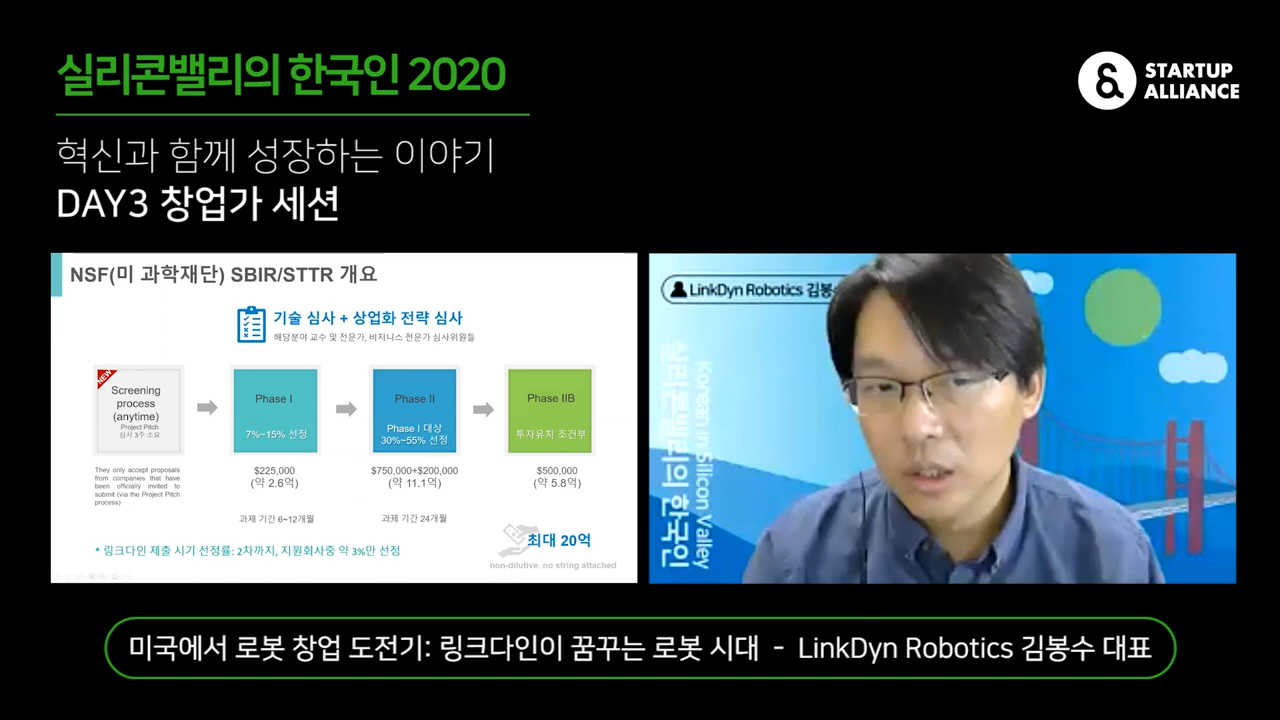 실리콘밸리의 한국인 2020
STARTUP
ALLIANCE
혁신과 함께 성장하는 이야기
DAY3 창업가 세션
NSF(미 과학재단) SBIR/STTR 개요
기술 심사 + 상업화 전략 심사
해당분야 교수 및 전문가, 비지니스 전문가 심사위원들
NEW
Screening
process
(anytime)
Project Pitch
심사 3주 소요
Phase I
7%~15% 선정
Phase II
Phase I 대상
30%~55% 선정
Phase IIB
투자유치 조건부
They only accept proposals
from companies that have
been officially invited to
submit (via the Project Pitch
process)
$225,000
(약 2.6억)
$750,000+$200,000
(약 11.1억)
$500,000
(약 5.8억)
과제 기간 6~12개월
과제 기간 24개월
최대 20억
* 링크다인 제출 시기 선정률: 2차까지, 지원회사중 약 3%만 선정
non-dilutive, no string attached
LinkDyn Robotics 김봉수
Korean in Silicon Valley
실리콘밸리의 한국인
미국에서 로봇 창업 도전기: 링크다인이 꿈꾸는 로봇 시대 - LinkDyn Robotics 김봉수 대표